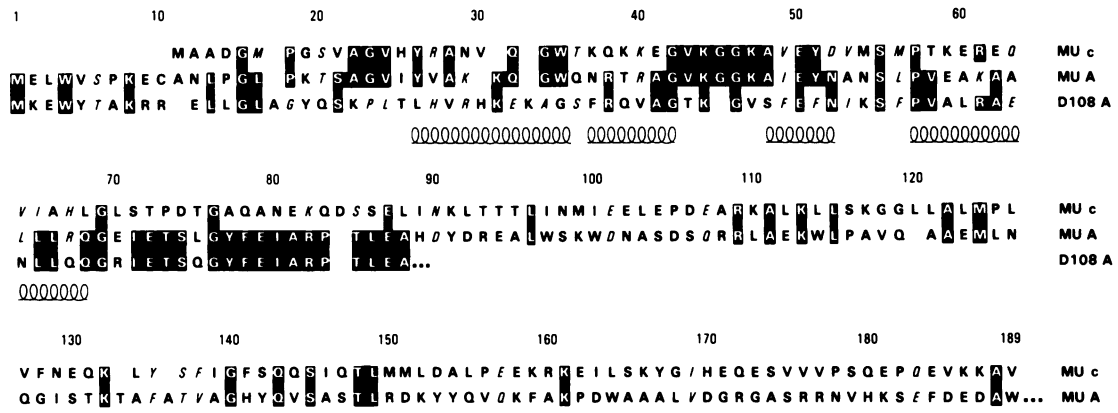 1 10 20 30 40 50 60
MAADGM PGSVAGVHYRANV Q GWTKQKKEGVKGGKAVEYDVMSMPTKEREQ MU c
MELWVSPKECANLPGL PKTSAGVIYVAK KQ GWQNRTRAGVKGGKAIEYNANSLPVEAKAA MU A
MKEWYTAKRR ELLGLAGYQSKPLTLHVRHKEKAGSFRQVAGTK GVSFEFNIKSFPVALRAE D108 A
70 80 90 100 110 120
VIAHLGLSTPDTGAQANEKQDSSELINKLTTTLINMIEELEPDEARKALKLLSKGGLLALMPL MU c
LLLRQGEIETSLGYFEIARP TLEAHDYDREALWSKWDNASDSQRRLAEKWLPAVQ AAEMLN MU A
NLLQQGRIETSQGYFEIARP TLEA... D108 A
130 140 150 160 170 180 189
VFNEQK LY SFIGFSQQSIQTLMMLDALPEEKRKEILSKYGIHEQESVVVPSQEPQEVKKAV MU c
QGISTKTAFATVAGHYQVSASTLRDKYYQVQKFAKPDWAAALVDGRGASRRNVHKSEFDEDAW... MU A